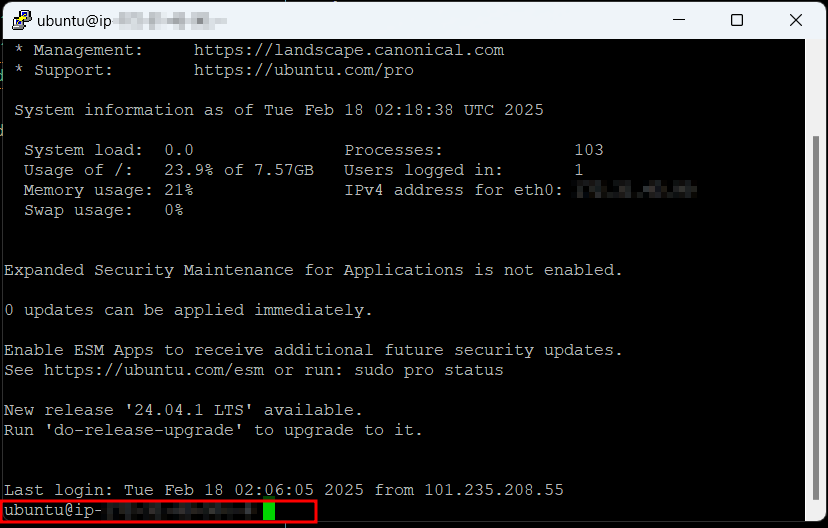 ubuntu@ip-
* Management: https://landscape.canonical.com
* Support: https://ubuntu.com/pro
System information as of Tue Feb 18 02:18:38 UTC 2025
System load: 0.0 Processes: 103
Usage of /: 23.9% of 7.57GB Users logged in: 1
Memory usage: 21% IPv4 address for eth0:
Swap usage: 0%
Expanded Security Maintenance for Applications is not enabled.
0 updates can be applied immediately.
Enable ESM Apps to receive additional future security updates.
See https://ubuntu.com/esm or run: sudo pro status
New release '24.04.1 LTS' available.
Run 'do-release-upgrade' to upgrade to it.
Last login: Tue Feb 18 02:06:05 2025 from 101.235.208.55
ubuntu@ip-